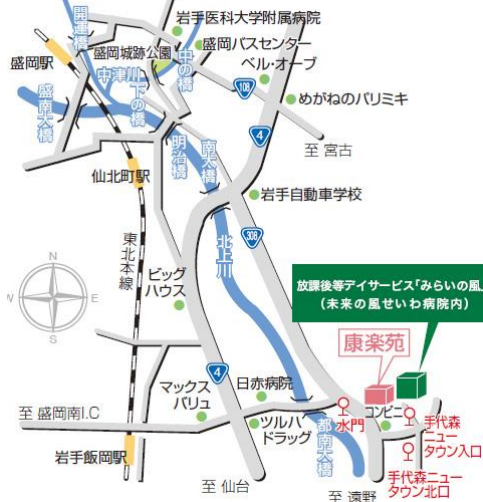 開運橋
岩手医科大学附属病院
盛岡城跡公園
盛岡バスセンター
ベル・オーブ
盛岡駅
中の橋
中津川
下の橋
108
めがねのパリミキ
盛南大橋
4
至 宮古
明治橋
南大橋
仙北町駅
岩手自動車学校
東北本線
北上川
308
N
W
E
S
ビッグ
ハウス
放課後等デイサービス「みらいの風」
(未来の風せいわ病院内)
康楽苑
4
マックス
バリュ
日赤病院
コンビニ
至 盛岡南I.C
ツルハ
ドラッグ
水門
手代森
ニュー
タウン入口
都南大橋
岩手飯岡駅
手代森ニュー
タウン北口
至 仙台
至 遠野